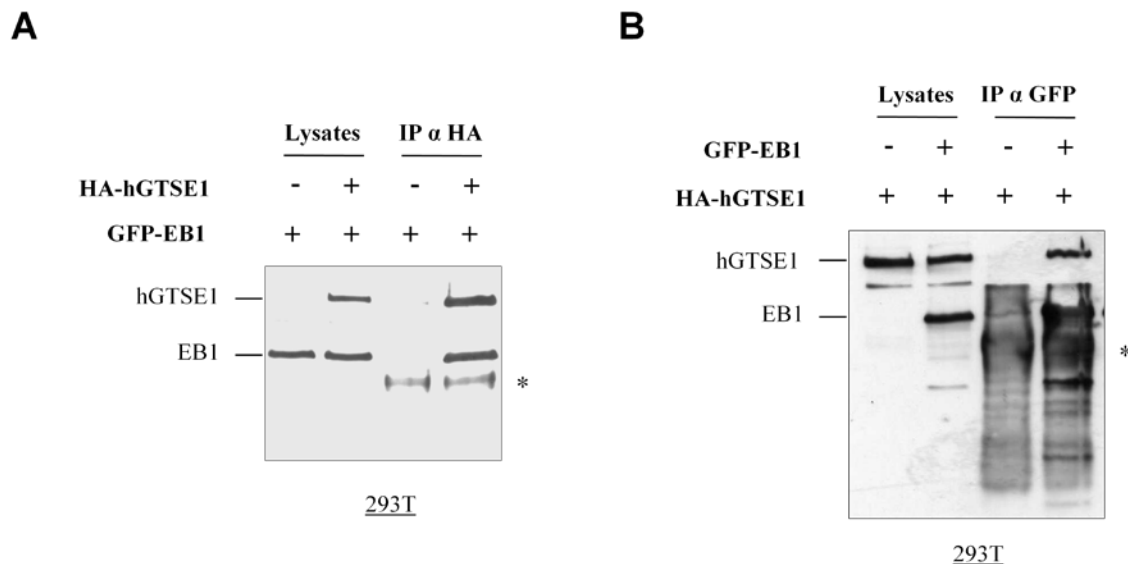 A
Lysates IP α HA
HA-hGTSE1 - + - +
GFP-EB1 + + + +
hGTSE1
EB1
*
293T
B
Lysates IP α GFP
GFP-EB1 - + - +
HA-hGTSE1 + + + +
hGTSE1
EB1
*
293T